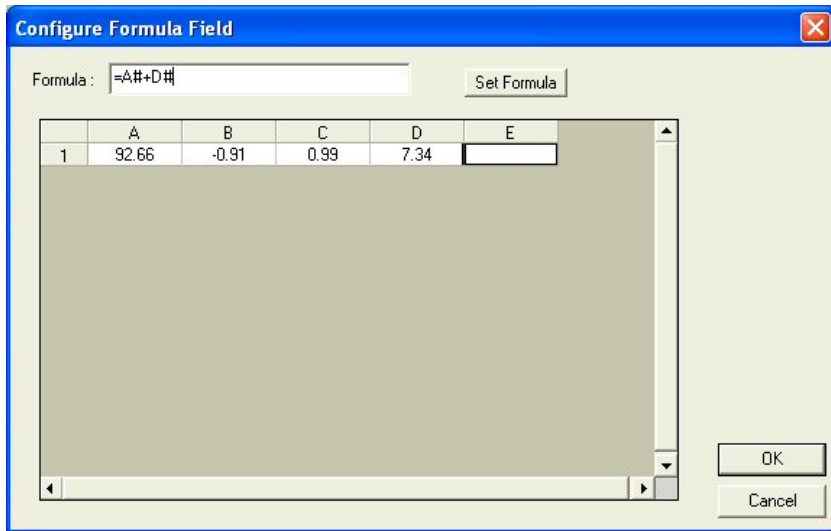 Configure Formula Field
Formula : =A#+D# Set Formula
A B C D E
1 92.66 -0.91 0.99 7.34
OK
Cancel